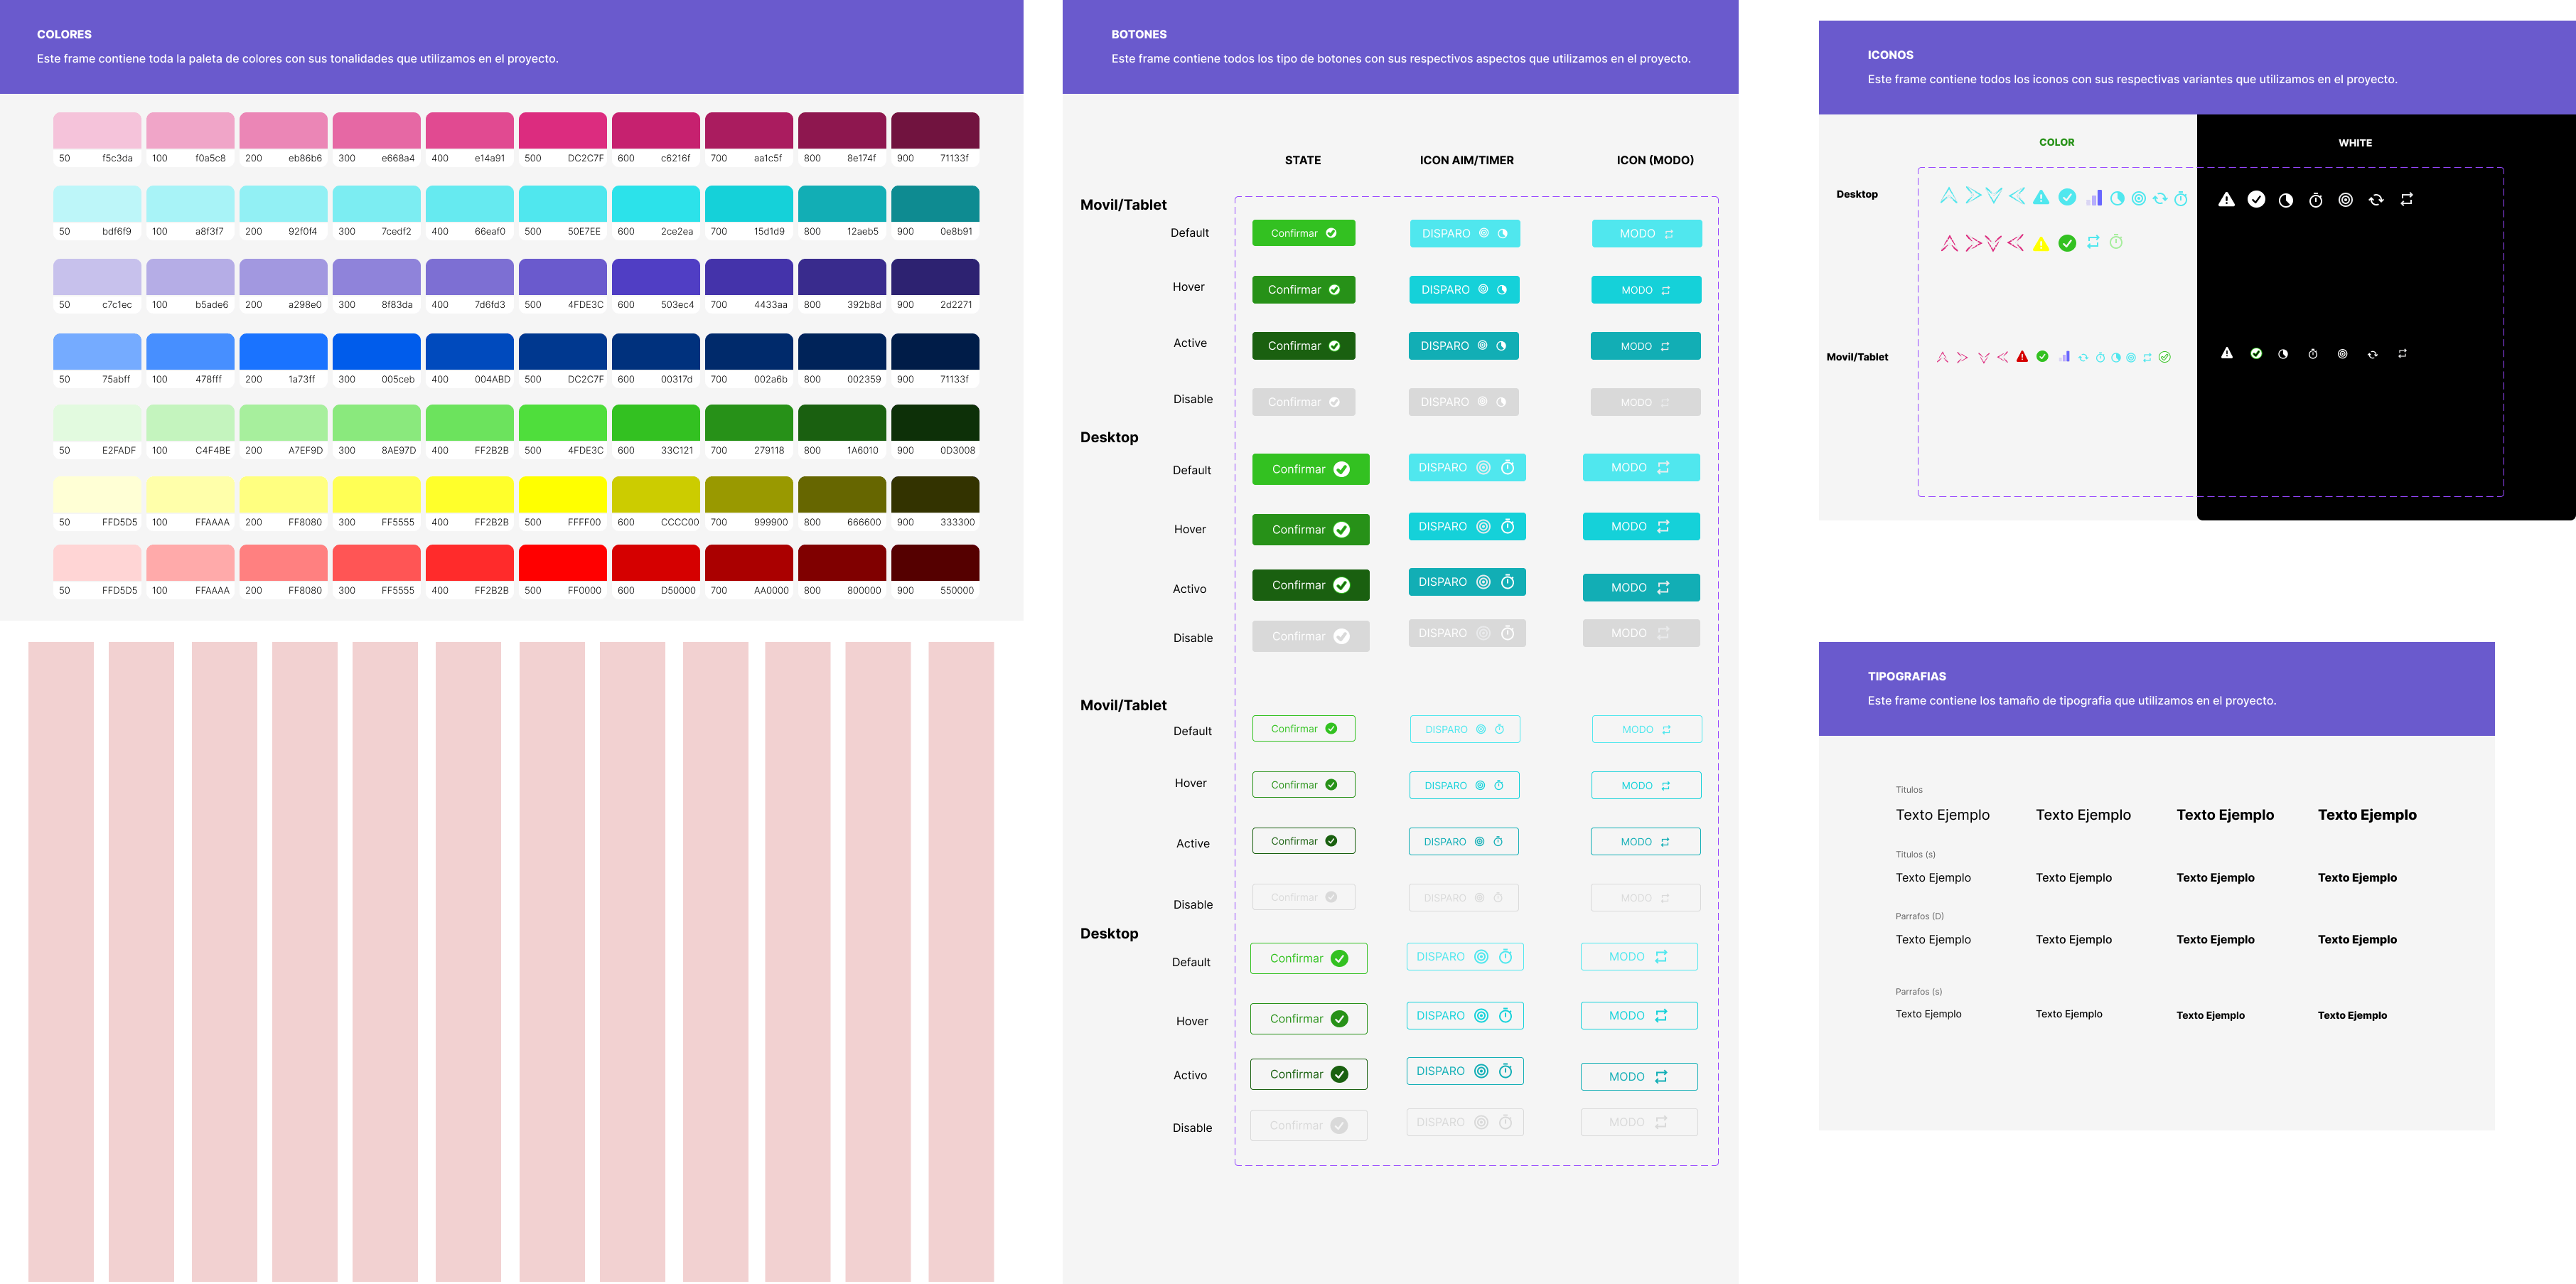 COLORES
Este frame contiene toda la paleta de colores con sus tonalidades que utilizamos en el proyecto.
50 f5c3da 100 f0a5c8 200 eb86b6 300 e668a4 400 e14a91 500 DC2C7F 600 c6216f 700 aa1c5f 800 8e174f 900 71133f
50 bdf6f9 100 a8f3f7 200 92f0f4 300 7cedf2 400 66eaf0 500 50E7EE 600 2ce2ea 700 15d1d9 800 12aeb5 900 0e8b91
50 c7c1ec 100 b5ade6 200 a298e0 300 8f83da 400 7d6fd3 500 4FDE3C 600 503ec4 700 4433aa 800 392b8d 900 2d2271
50 75abff 100 478fff 200 1a73ff 300 005ceb 400 004ABD 500 DC2C7F 600 00317d 700 002a6b 800 002359 900 71133f
50 E2FADF 100 C4F4BE 200 A7EF9D 300 8AE97D 400 FF2B2B 500 4FDE3C 600 33C121 700 279118 800 1A6010 900 0D3008
50 FFD5D5 100 FFAAAA 200 FF8080 300 FF5555 400 FF2B2B 500 FFFF00 600 CCCC00 700 999900 800 666600 900 333300
50 FFD5D5 100 FFAAAA 200 FF8080 300 FF5555 400 FF2B2B 500 FF0000 600 D50000 700 AA0000 800 800000 900 550000
BOTONES
Este frame contiene todos los tipo de botones con sus respectivos aspectos que utilizamos en el proyecto.
STATE ICON AIM/TIMER ICON (MODO)
Movil/Tablet
Default Confirmar DISPARO MODO
Hover Confirmar DISPARO MODO
Active Confirmar DISPARO MODO
Disable Confirmar DISPARO MODO
Desktop
Default Confirmar DISPARO MODO
Hover Confirmar DISPARO MODO
Activo Confirmar DISPARO MODO
Disable Confirmar DISPARO MODO
Movil/Tablet
Default Confirmar DISPARO MODO
Hover Confirmar DISPARO MODO
Active Confirmar DISPARO MODO
Disable Confirmar DISPARO MODO
Desktop
Default Confirmar DISPARO MODO
Hover Confirmar DISPARO MODO
Activo Confirmar DISPARO MODO
Disable Confirmar DISPARO MODO
ICONOS
Este frame contiene todos los iconos con sus respectivas variantes que utilizamos en el proyecto.
COLOR WHITE
Desktop
Movil/Tablet
TIPOGRAFIAS
Este frame contiene los tamaño de tipografia que utilizamos en el proyecto.
Titulos
Texto Ejemplo Texto Ejemplo Texto Ejemplo Texto Ejemplo
Titulos (s)
Texto Ejemplo Texto Ejemplo Texto Ejemplo Texto Ejemplo
Parrafos (D)
Texto Ejemplo Texto Ejemplo Texto Ejemplo Texto Ejemplo
Parrafos (s)
Texto Ejemplo Texto Ejemplo Texto Ejemplo Texto Ejemplo